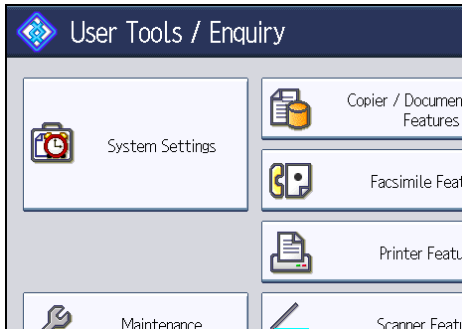 User Tools / Enquiry
System Settings
Copier / Documen
Features
Facsimile Feat
Printer Featu
Maintenance
Scanner Featu